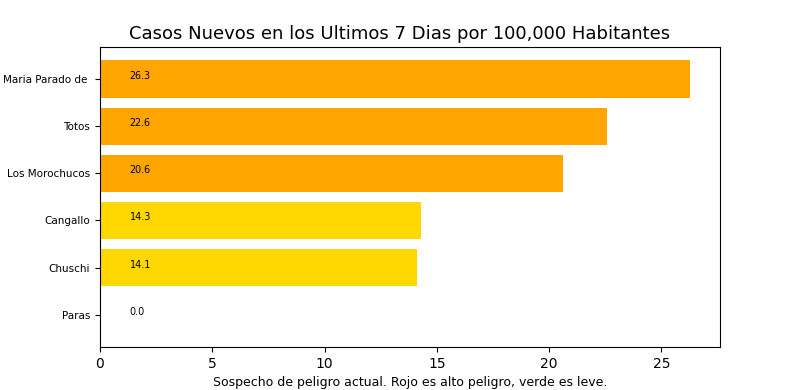 Casos Nuevos en los Ultimos 7 Dias por 100,000 Habitantes
Maria Parado de 26.3
Totos 22.6
Los Morochucos 20.6
Cangallo 14.3
Chuschi 14.1
Paras 0.0
0 5 10 15 20 25
Sospecho de peligro actual. Rojo es alto peligro, verde es leve.